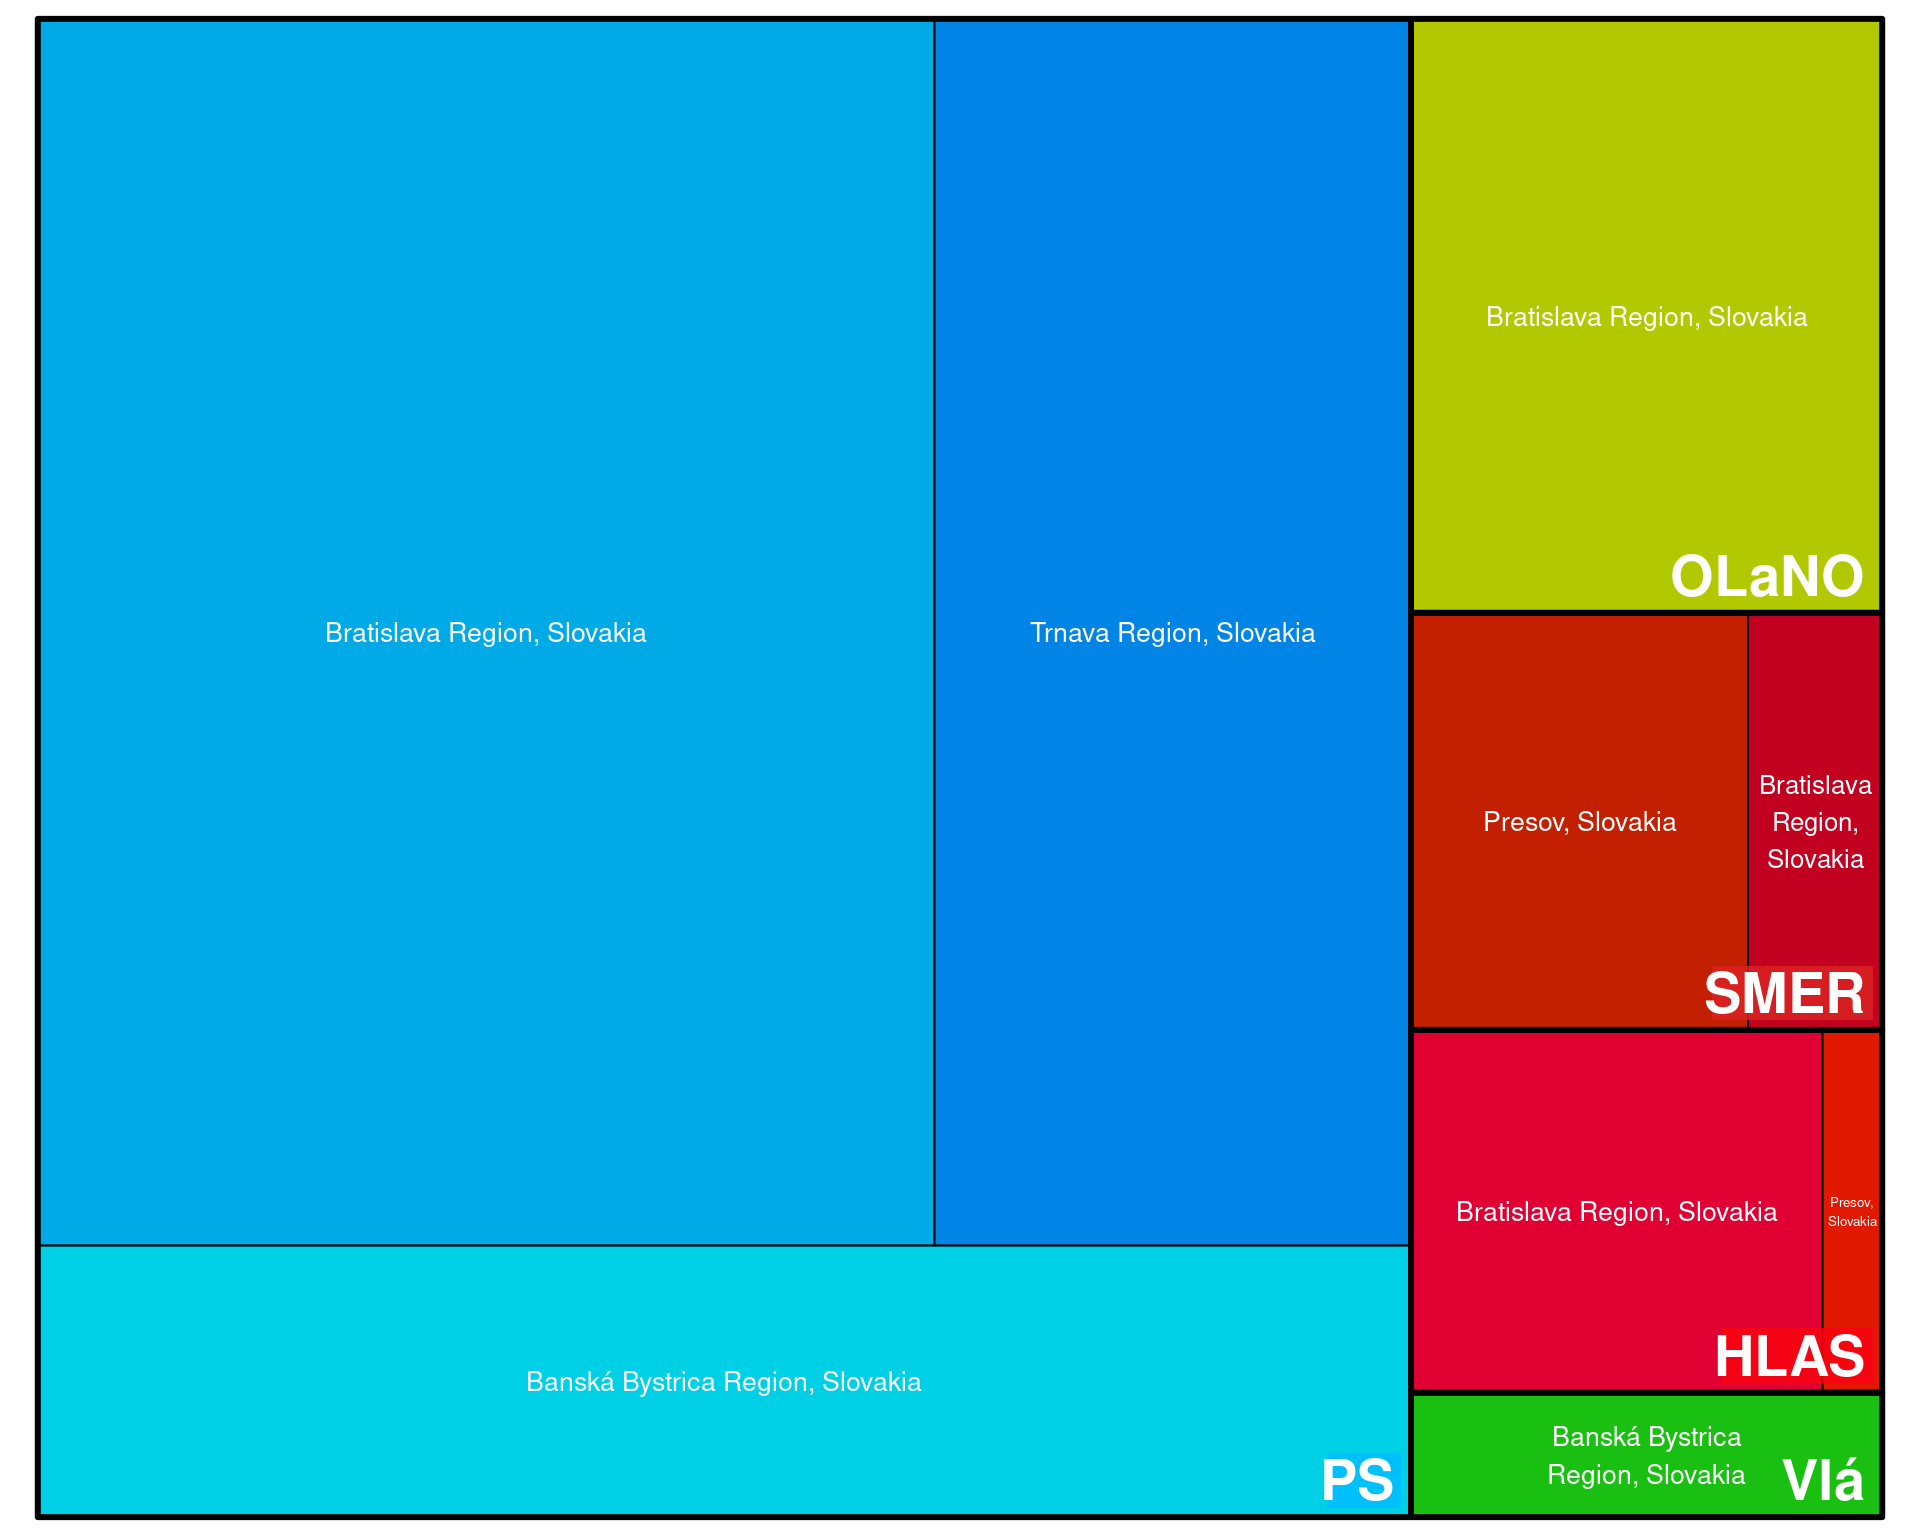 Bratislava Region, Slovakia
Trnava Region, Slovakia
Banská Bystrica Region, Slovakia
PS
Bratislava Region, Slovakia
OLaNO
Presov, Slovakia
Bratislava
Region,
Slovakia
SMER
Bratislava Region, Slovakia
Presov,
Slovakia
HLAS
Banská Bystrica
Region, Slovakia
Vlá